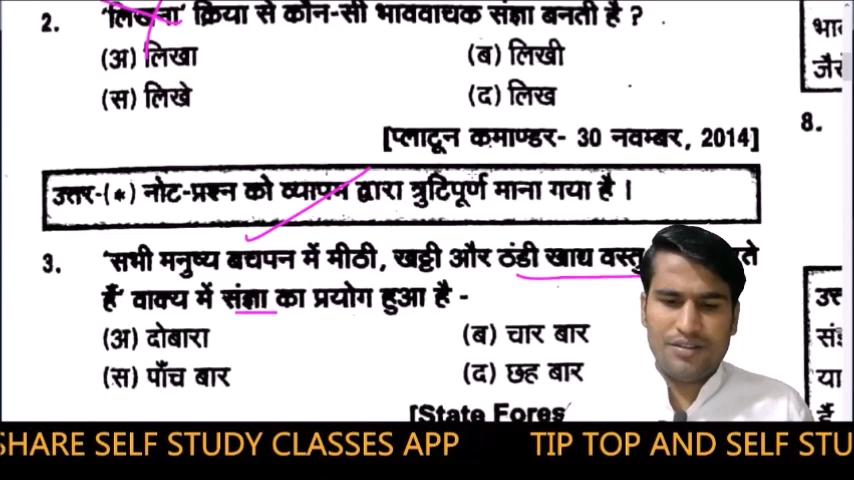 2. 'लिखना' क्रिया से कौन-सी भाववाचक संज्ञा बनती है ?
(अ) लिखा (ब) लिखी
(स) लिखे (द) लिख
[प्लाटून कमाण्डर- 30 नवम्बर, 2014]
उत्तर-(*) नोट-प्रश्न को व्यापम द्वारा त्रुटिपूर्ण माना गया है ।
3. 'सभी मनुष्य बचपन में मीठी, खट्टी और ठंडी खाद्य
हैं' वाक्य में संज्ञा का प्रयोग हुआ है -
(अ) दोबारा (ब) चार बार
(स) पाँच बार (द) छह बार
[State Fores
8.
SHARE SELF STUDY CLASSES APP TIP TOP AND SELF STU